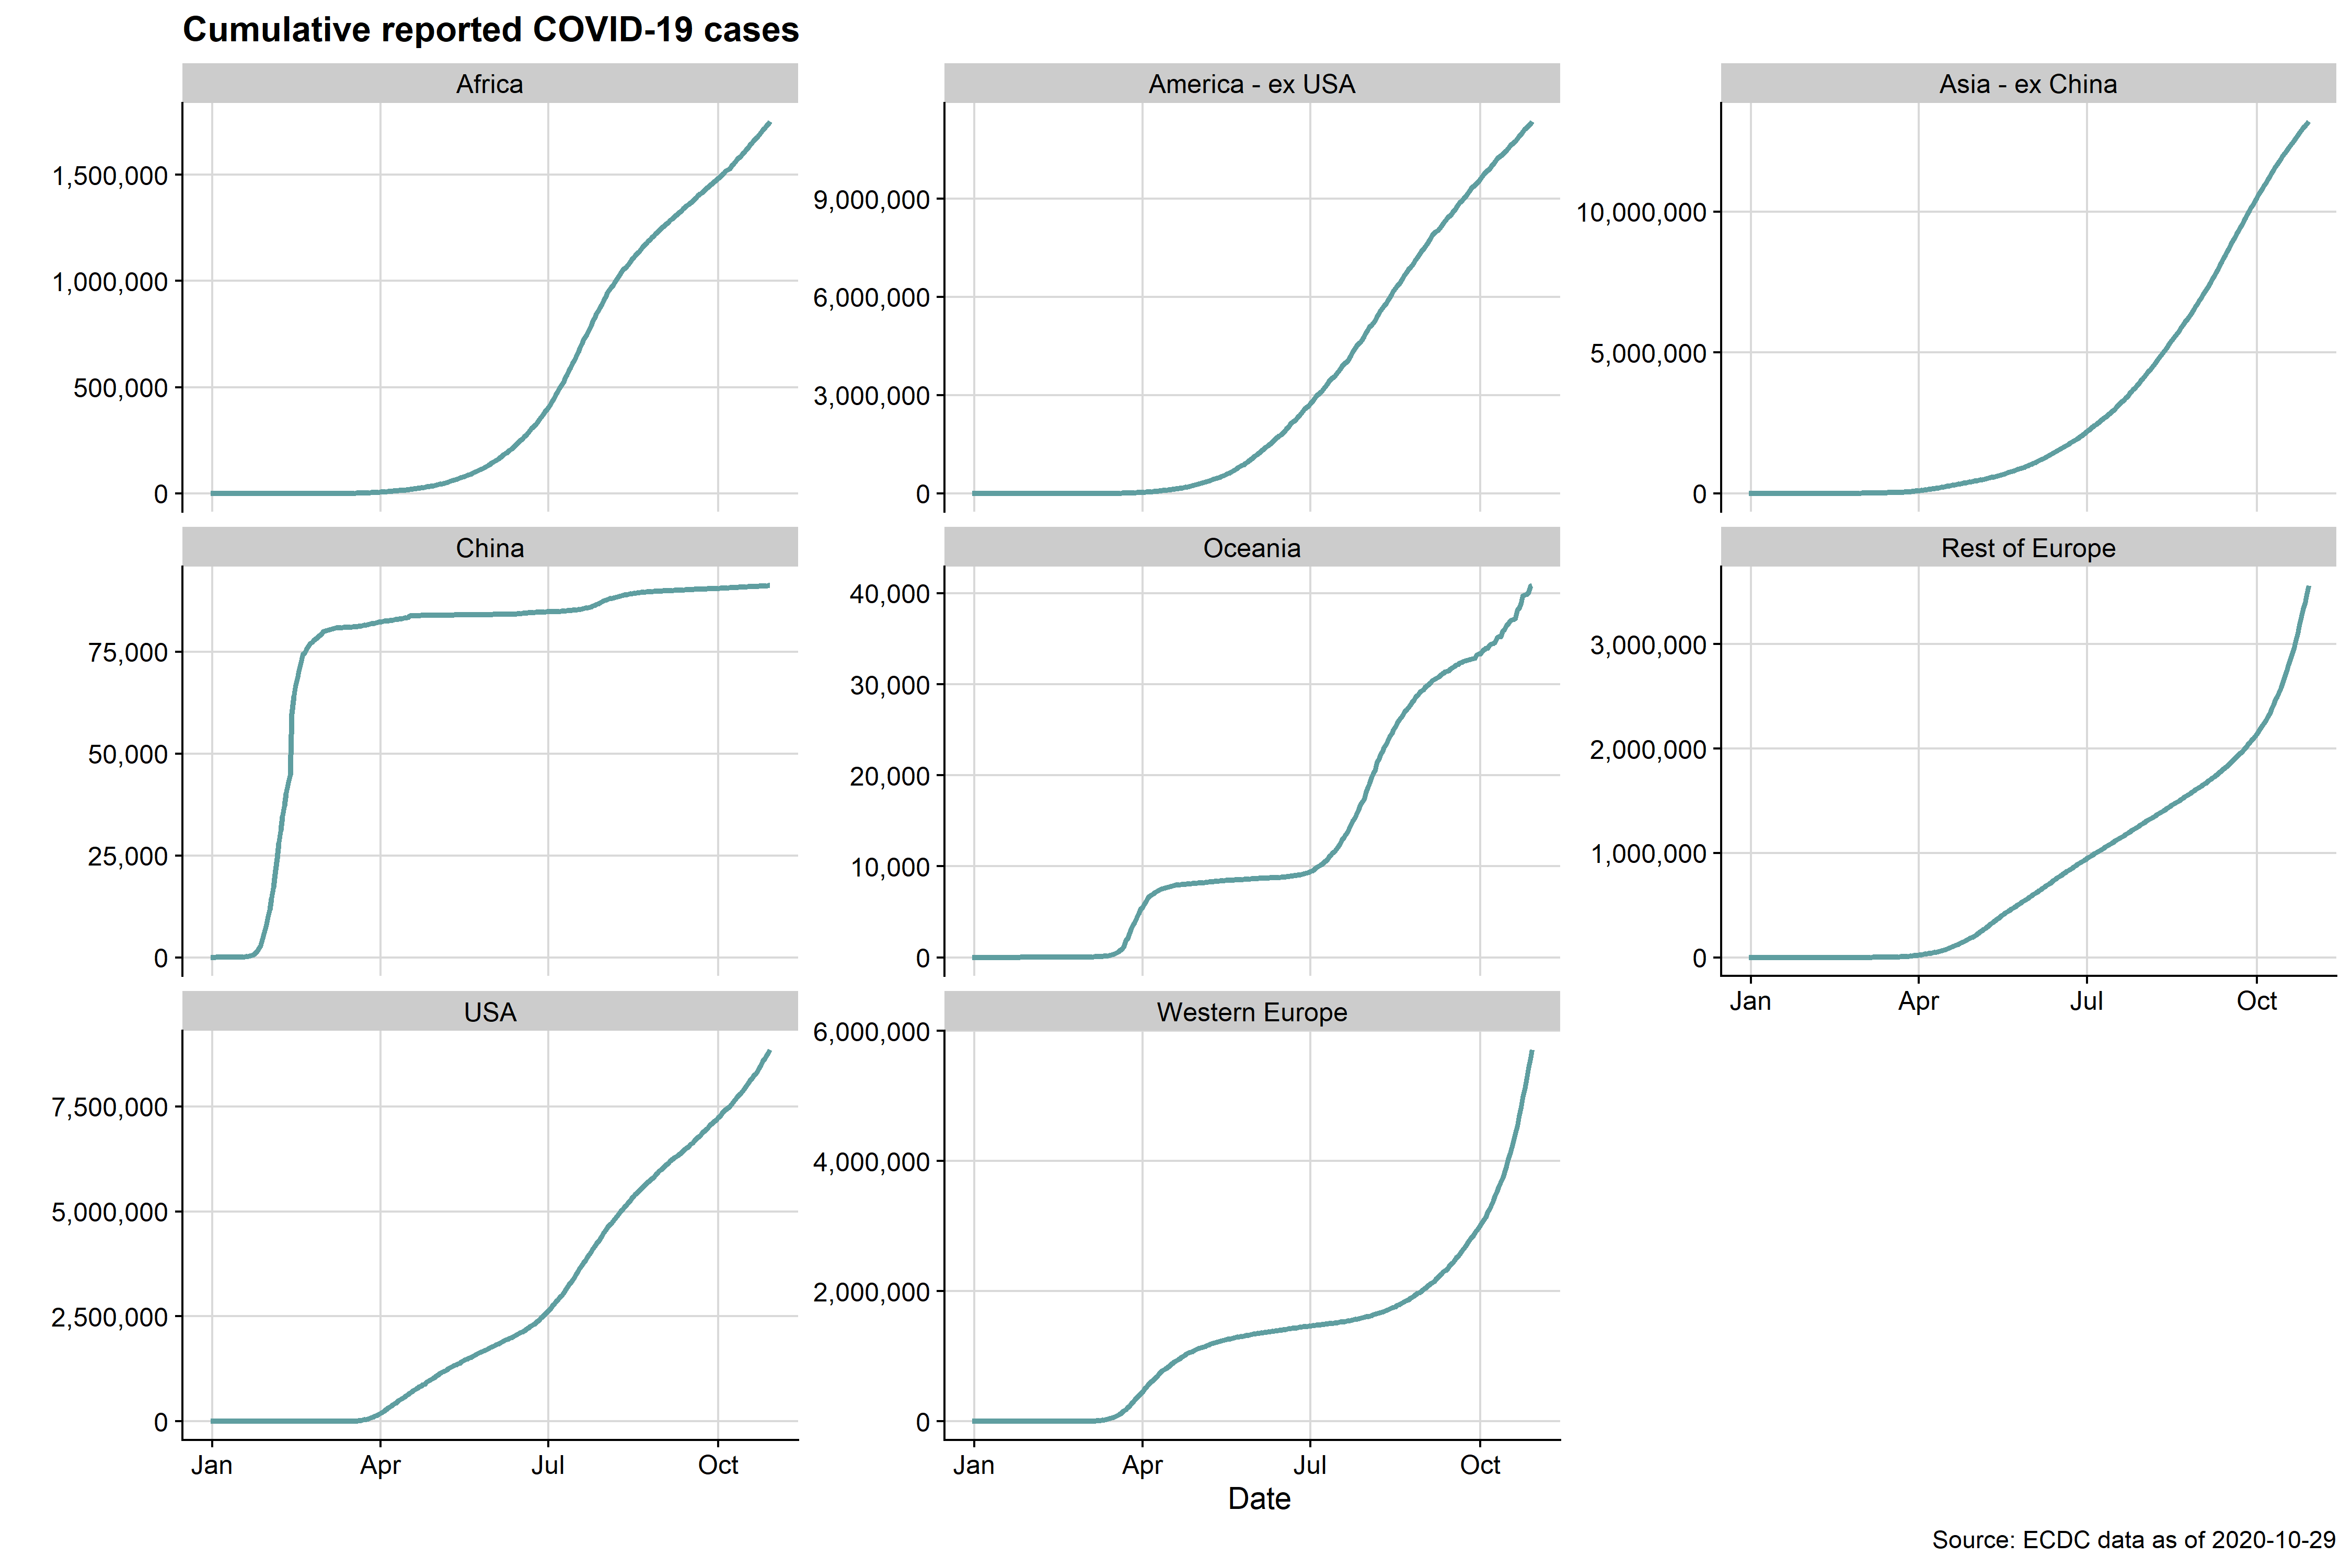 Cumulative reported COVID-19 cases
Africa
America - ex USA
Asia - ex China
1,500,000
1,000,000
500,000
0
9,000,000
6,000,000
3,000,000
0
10,000,000
5,000,000
0
China
Oceania
Rest of Europe
75,000
50,000
25,000
0
40,000
30,000
20,000
10,000
0
3,000,000
2,000,000
1,000,000
0
Jan Apr Jul Oct
USA
Western Europe
7,500,000
5,000,000
2,500,000
0
6,000,000
4,000,000
2,000,000
0
Jan Apr Jul Oct
Jan Apr Jul Oct
Date
Source: ECDC data as of 2020-10-29